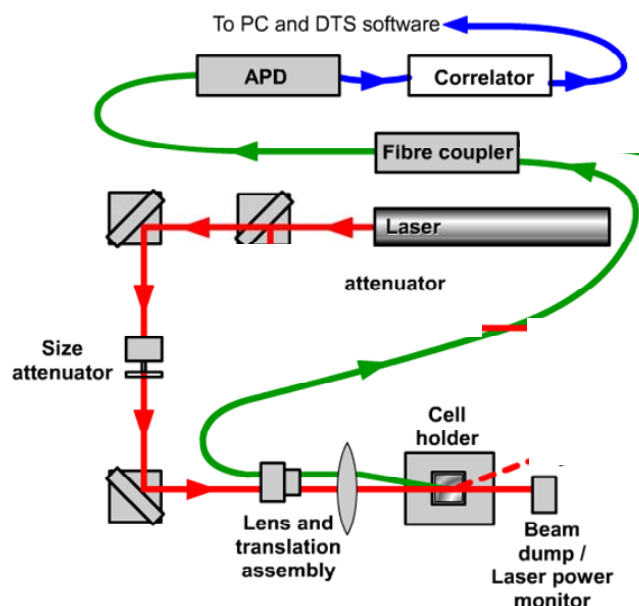 To PC and DTS software
APD
Correlator
Fibre coupler
Laser
attenuator
Size
attenuator
Cell
holder
Lens and
translation
assembly
Beam
dump /
Laser power
monitor